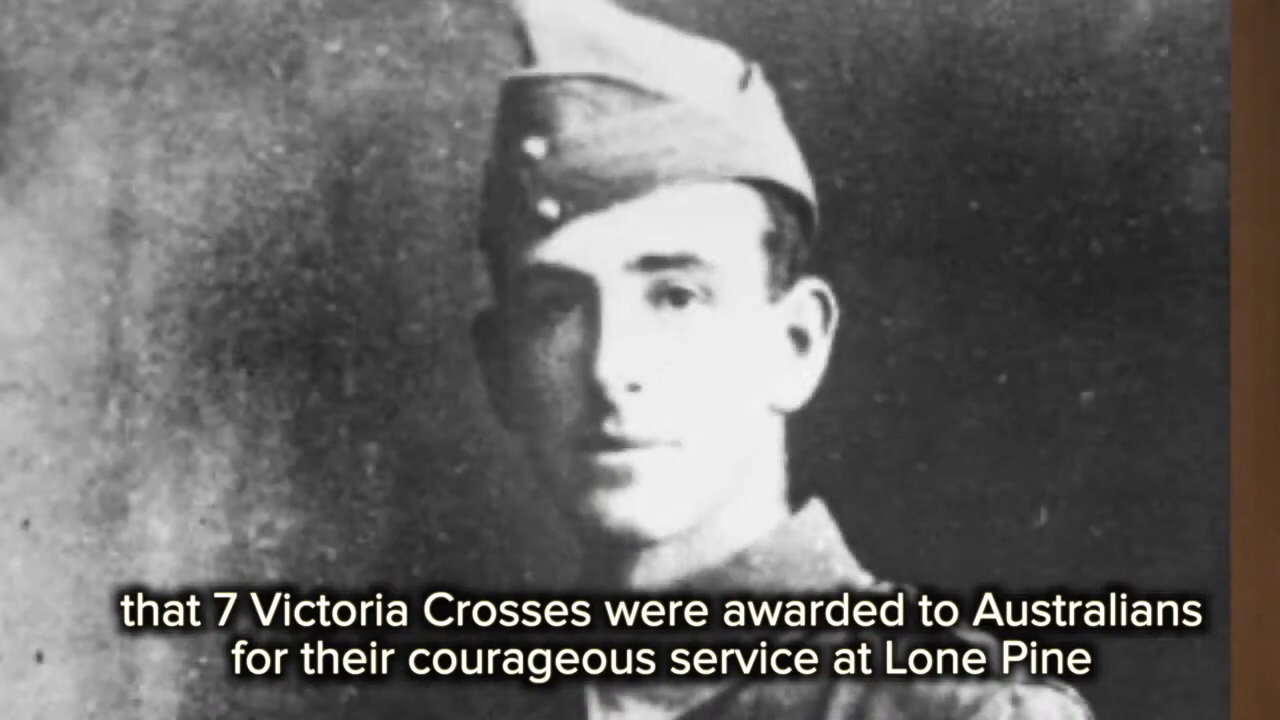 that 7 Victoria Crosses were awarded to Australians
for their courageous service at Lone Pine